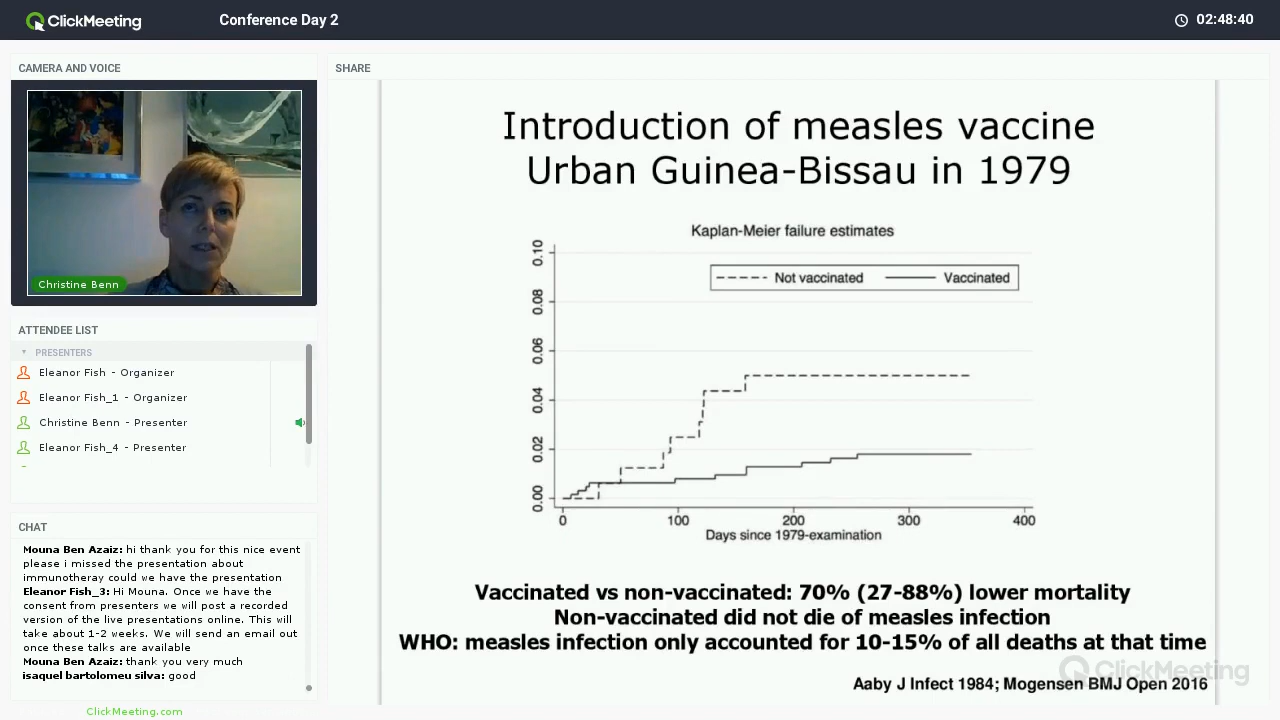 ClickMeeting
Conference Day 2
02:48:40
CAMERA AND VOICE
Christine Benn
ATTENDEE LIST
PRESENTERS
Eleanor Fish - Organizer
Eleanor Fish_1 - Organizer
Christine Benn - Presenter
Eleanor Fish_4 - Presenter
CHAT
Mouna Ben Azaiz: hi thank you for this nice event
please i missed the presentation about
immunotheray could we have the presentation
Eleanor Fish_3: Hi Mouna. Once we have the
consent from presenters we will post a recorded
version of the live presentations online. This will
take about 1-2 weeks. We will send an email out
once these talks are available
Mouna Ben Azaiz: thank you very much
isaquel bartolomeu silva: good
ClickMeeting.com
SHARE
Introduction of measles vaccine
Urban Guinea-Bissau in 1979
Kaplan-Meier failure estimates
Not vaccinated
Vaccinated
0.10
0.08
0.06
0.04
0.02
0.00
0
100
200
300
400
Days since 1979-examination
Vaccinated vs non-vaccinated: 70% (27-88%) lower mortality
Non-vaccinated did not die of measles infection
WHO: measles infection only accounted for 10-15% of all deaths at that time
ClickMeeting
Aaby J Infect 1984; Mogensen BMJ Open 2016